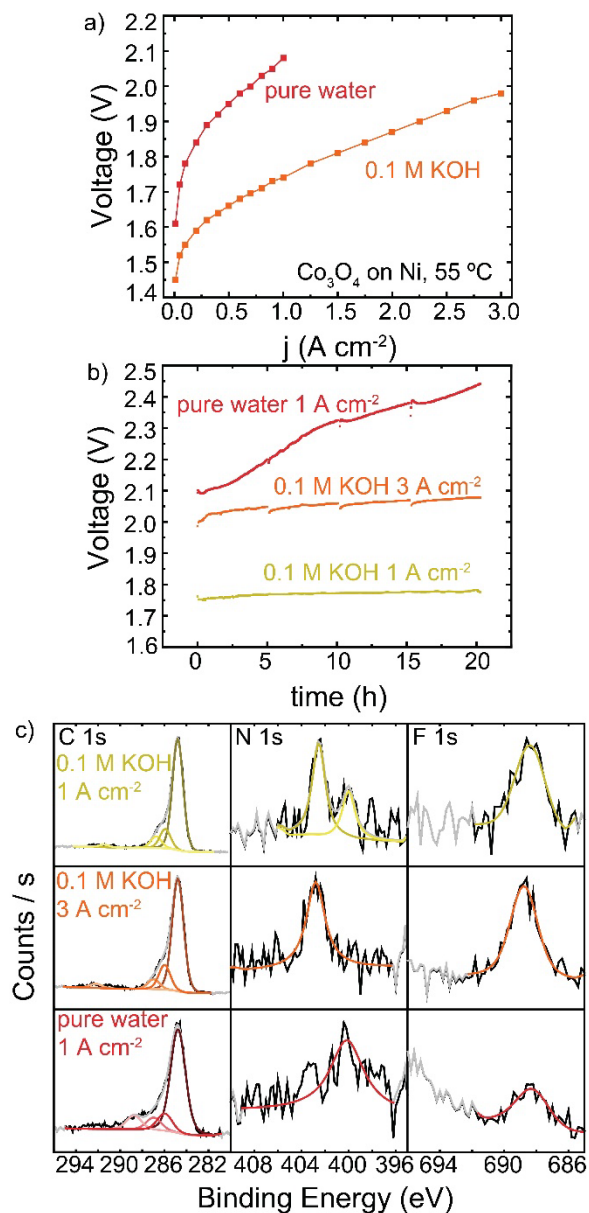 a)
2.2
2.1
2.0
1.9
1.8
1.7
1.6
1.5
1.4
Voltage (V)
pure water
0.1 M KOH
Co₃O₄ on Ni, 55 ºC
0.0 0.5 1.0 1.5 2.0 2.5 3.0
j (A cm⁻²)
b)
2.5
2.4
2.3
2.2
2.1
2.0
1.9
1.8
1.7
1.6
Voltage (V)
pure water 1 A cm⁻²
0.1 M KOH 3 A cm⁻²
0.1 M KOH 1 A cm⁻²
0 5 10 15 20
time (h)
c)
C 1s N 1s F 1s
0.1 M KOH
1 A cm⁻²
0.1 M KOH
3 A cm⁻²
pure water
1 A cm⁻²
Counts / s
294 290 286 282 408 404 400 396 694 690 686
Binding Energy (eV)